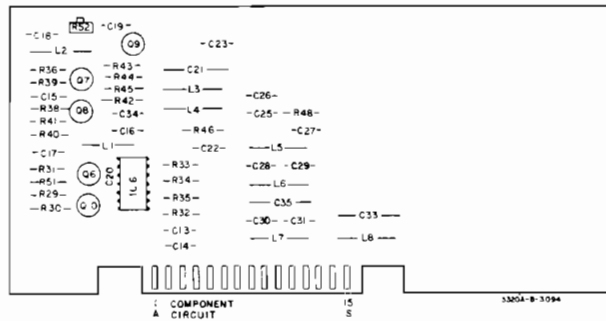 R52
C19
C18
Q9
C23
L2
R36
R43
C21
Q7
R44
R39
R45
L3
C15
R42
C26
R38
Q8
L4
C34
C25
R48
R41
R40
C16
R46
C27
L1
C22
L5
C17
R31
R33
C28
C29
Q6
C20
IC6
R34
L6
R51
R29
R35
C35
R30
Q10
R32
C30
C31
C33
C13
L7
L8
C14
1 COMPONENT 15
A CIRCUIT S
5320A-B-3094